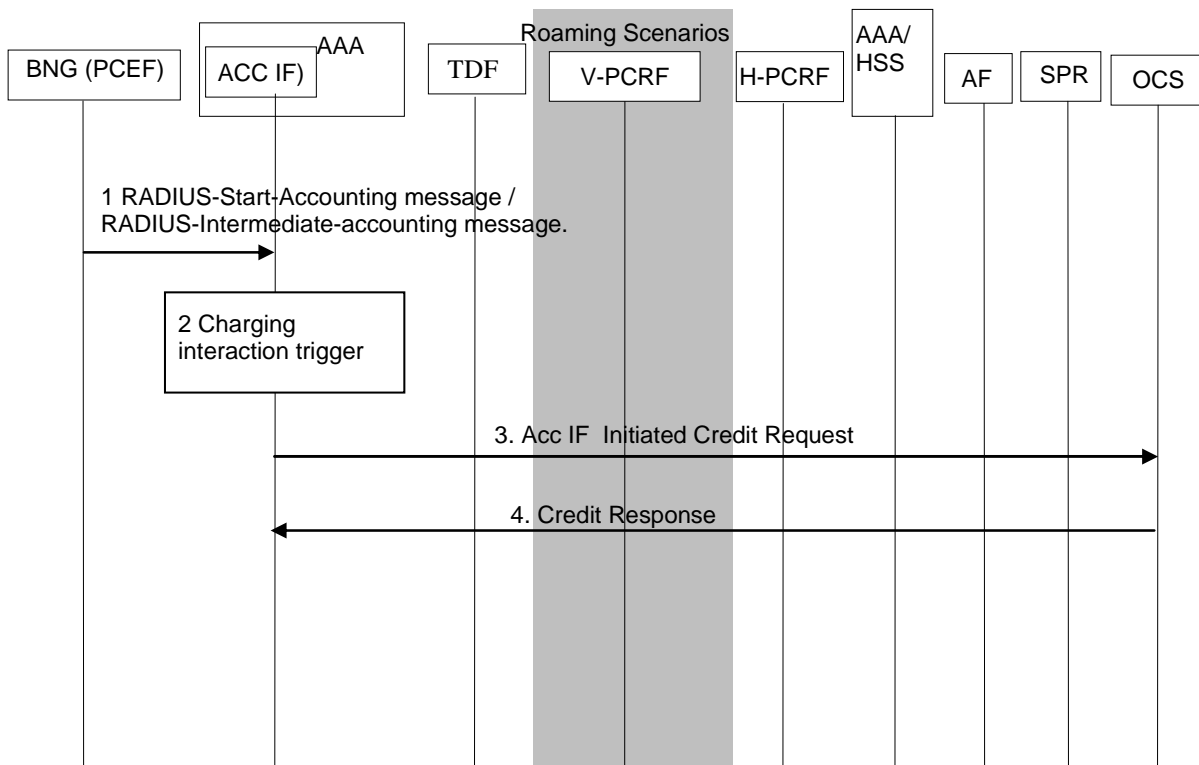 Roaming Scenarios
BNG (PCEF)
AAA
ACC IF)
TDF
V-PCRF
H-PCRF
AAA/
HSS
AF
SPR
OCS
1 RADIUS-Start-Accounting message /
RADIUS-Intermediate-accounting message.
2 Charging
interaction trigger
3. Acc IF Initiated Credit Request
4. Credit Response